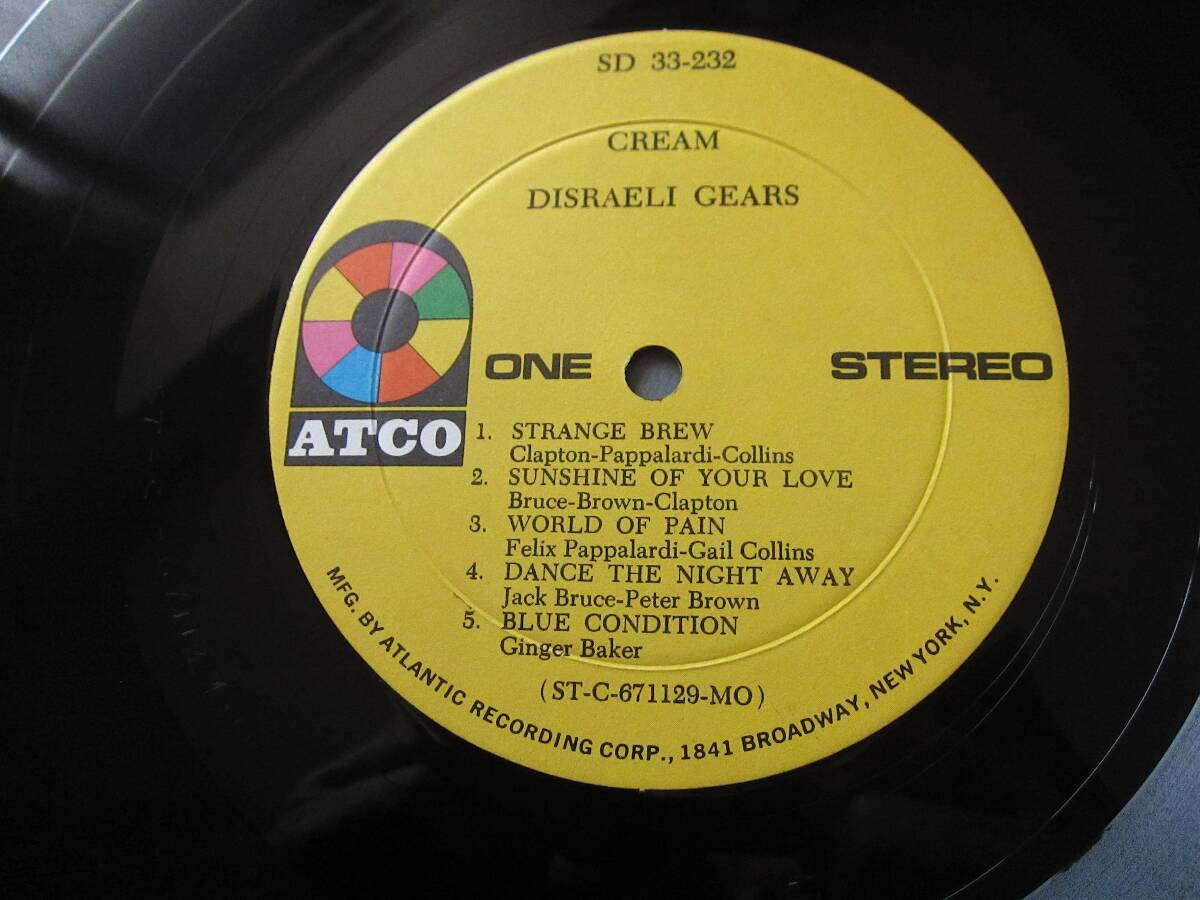 SD 33-232
CREAM
DISRAELI GEARS
ATCO
ONE
STEREO
1. STRANGE BREW
Clapton-Pappalardi-Collins
2. SUNSHINE OF YOUR LOVE
Bruce-Brown-Clapton
3. WORLD OF PAIN
Felix Pappalardi-Gail Collins
4. DANCE THE NIGHT AWAY
Jack Bruce-Peter Brown
5. BLUE CONDITION
Ginger Baker
(ST-C-671129-MO)
MFG. BY ATLANTIC RECORDING CORP., 1841 BROADWAY, NEW YORK, N.Y.